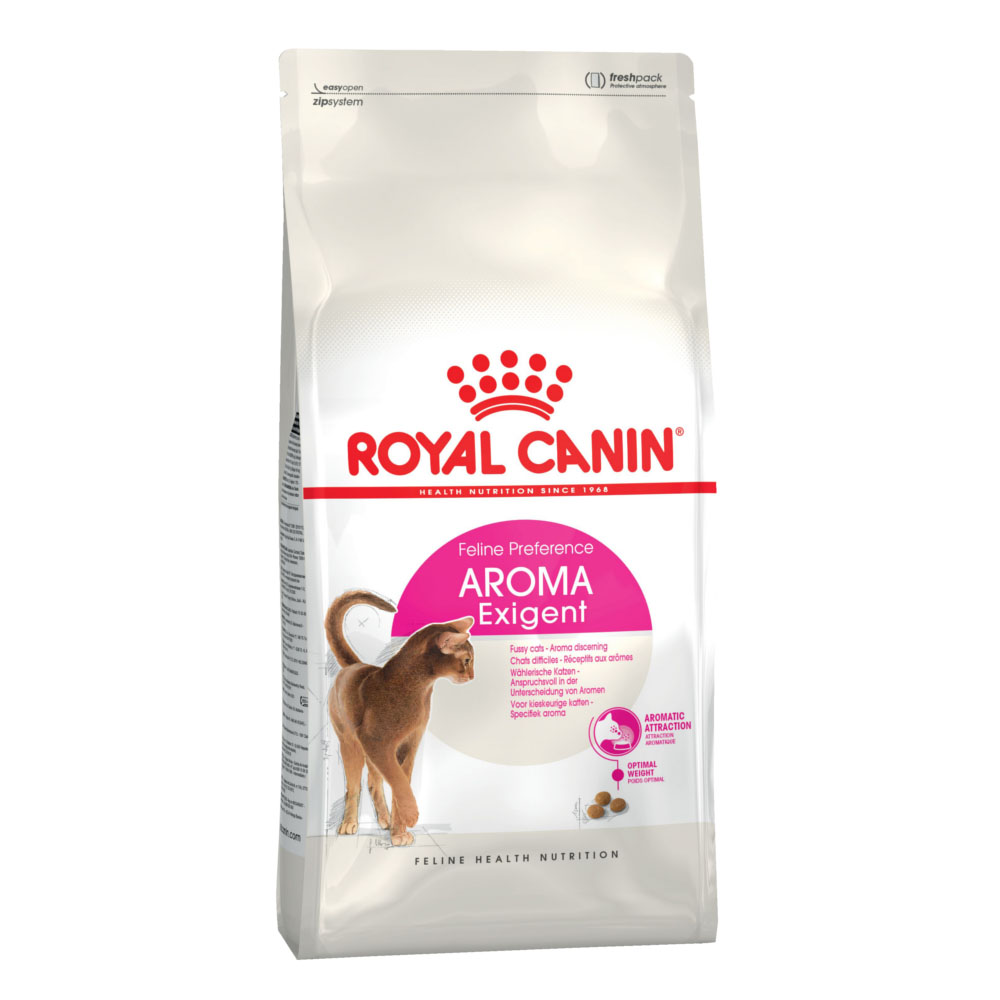 easyopen
zipsystem
freshpack
Protective atmosphere
ROYAL CANIN®
HEALTH NUTRITION SINCE 1968
Feline Preference
AROMA
Exigent
Fussy cats - Aroma discerning
Chats difficiles - Réceptifs aux arômes
Wählerische Katzen -
Anspruchsvoll in der
Unterscheidung von Aromen
Voor kieskeurige katten -
Specifiek aroma
AROMATIC
ATTRACTION
ATTRACTION
AROMATIQUE
OPTIMAL
WEIGHT
POIDS OPTIMAL
FELINE HEALTH NUTRITION